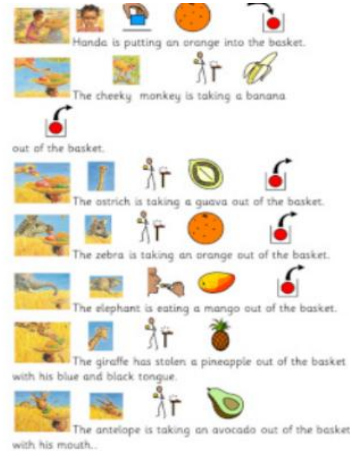 Handa is putting an orange into the basket.
The cheeky monkey is taking a banana
out of the basket.
The ostrich is taking a guava out of the basket.
The zebra is taking an orange out of the basket.
The elephant is eating a mango out of the basket.
The giraffe has stolen a pineapple out of the basket
with his blue and black tongue.
The antelope is taking an avocado out of the basket
with his mouth..